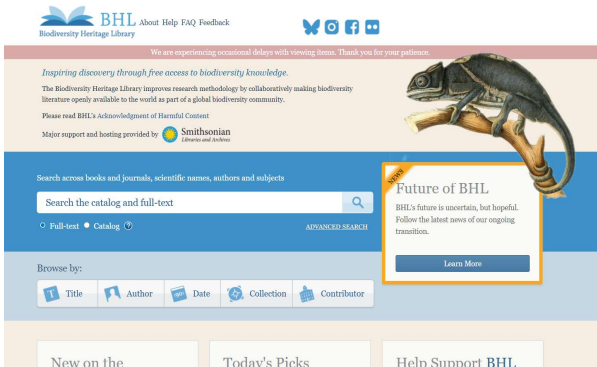 BHL
Biodiversity Heritage Library
About Help FAQ Feedback
We are experiencing occasional delays with viewing items. Thank you for your patience.
Inspiring discovery through free access to biodiversity knowledge.
The Biodiversity Heritage Library improves research methodology by collaboratively making biodiversity
literature openly available to the world as part of a global biodiversity community.
Please read BHL's Acknowledgment of Harmful Content
Major support and hosting provided by
Smithsonian
Libraries and Archives
Search across books and journals, scientific names, authors and subjects
Search the catalog and full-text
Full-text Catalog ?
ADVANCED SEARCH
NEWS
Future of BHL
BHL's future is uncertain, but hopeful.
Follow the latest news of our ongoing
transition.
Learn More
Browse by:
Title Author Date Collection Contributor
New on the
Today's Picks
Help Support BHL